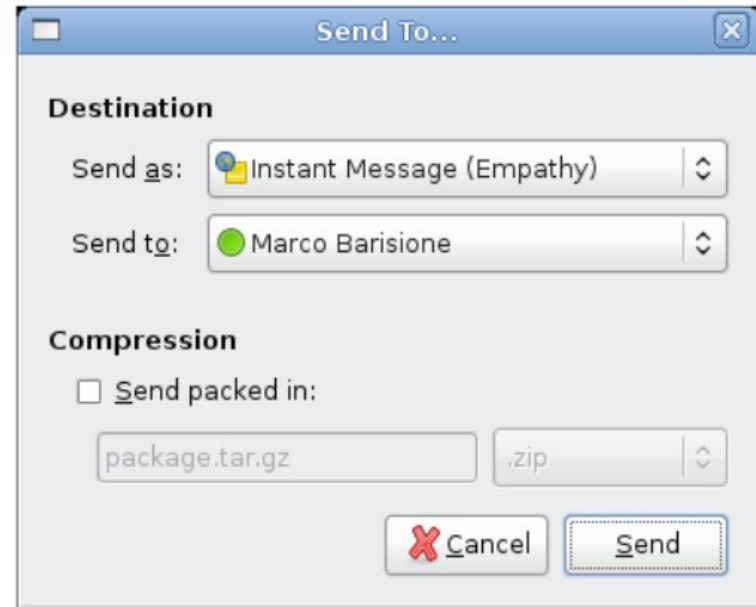 Send To...
Destination
Send as: Instant Message (Empathy)
Send to: Marco Barisione
Compression
Send packed in:
package.tar.gz .zip
Cancel Send